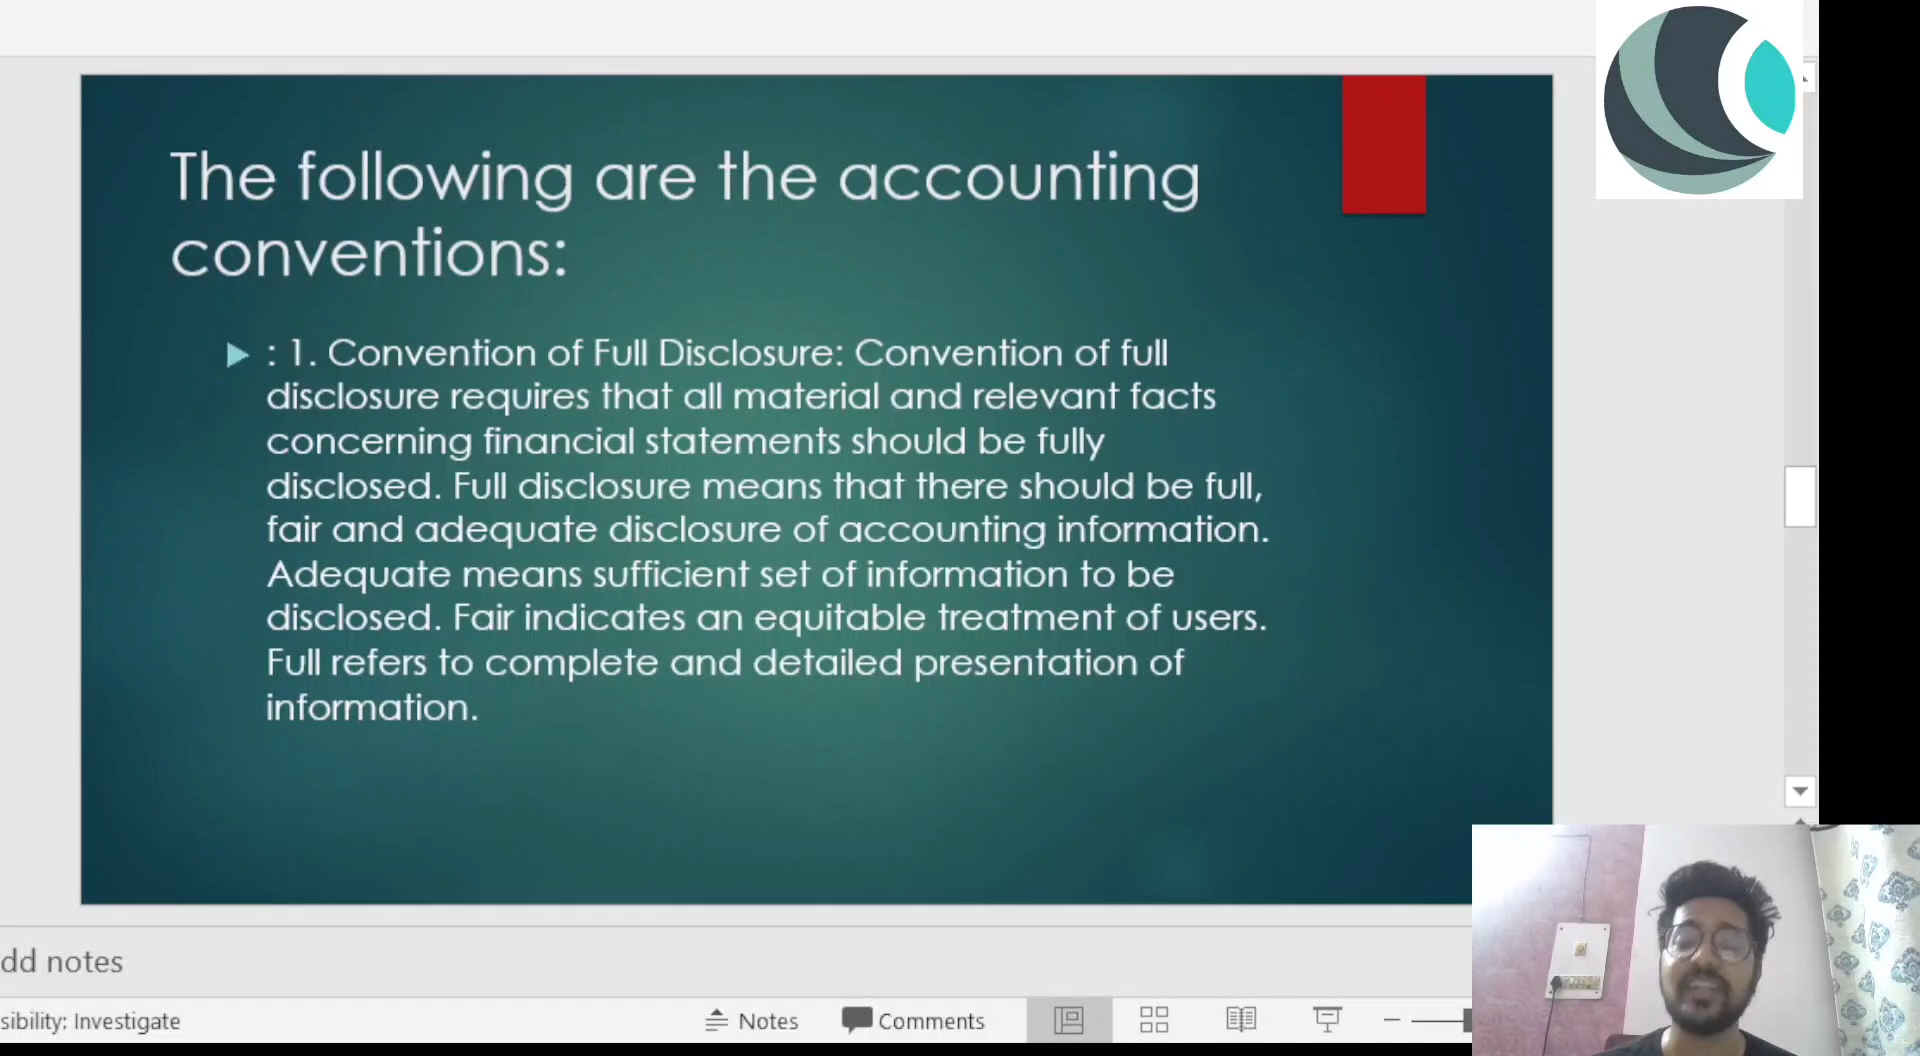 The following are the accounting
conventions:
: 1. Convention of Full Disclosure: Convention of full
disclosure requires that all material and relevant facts
concerning financial statements should be fully
disclosed. Full disclosure means that there should be full,
fair and adequate disclosure of accounting information.
Adequate means sufficient set of information to be
disclosed. Fair indicates an equitable treatment of users.
Full refers to complete and detailed presentation of
information.
dd notes
sibility: Investigate
Notes
Comments